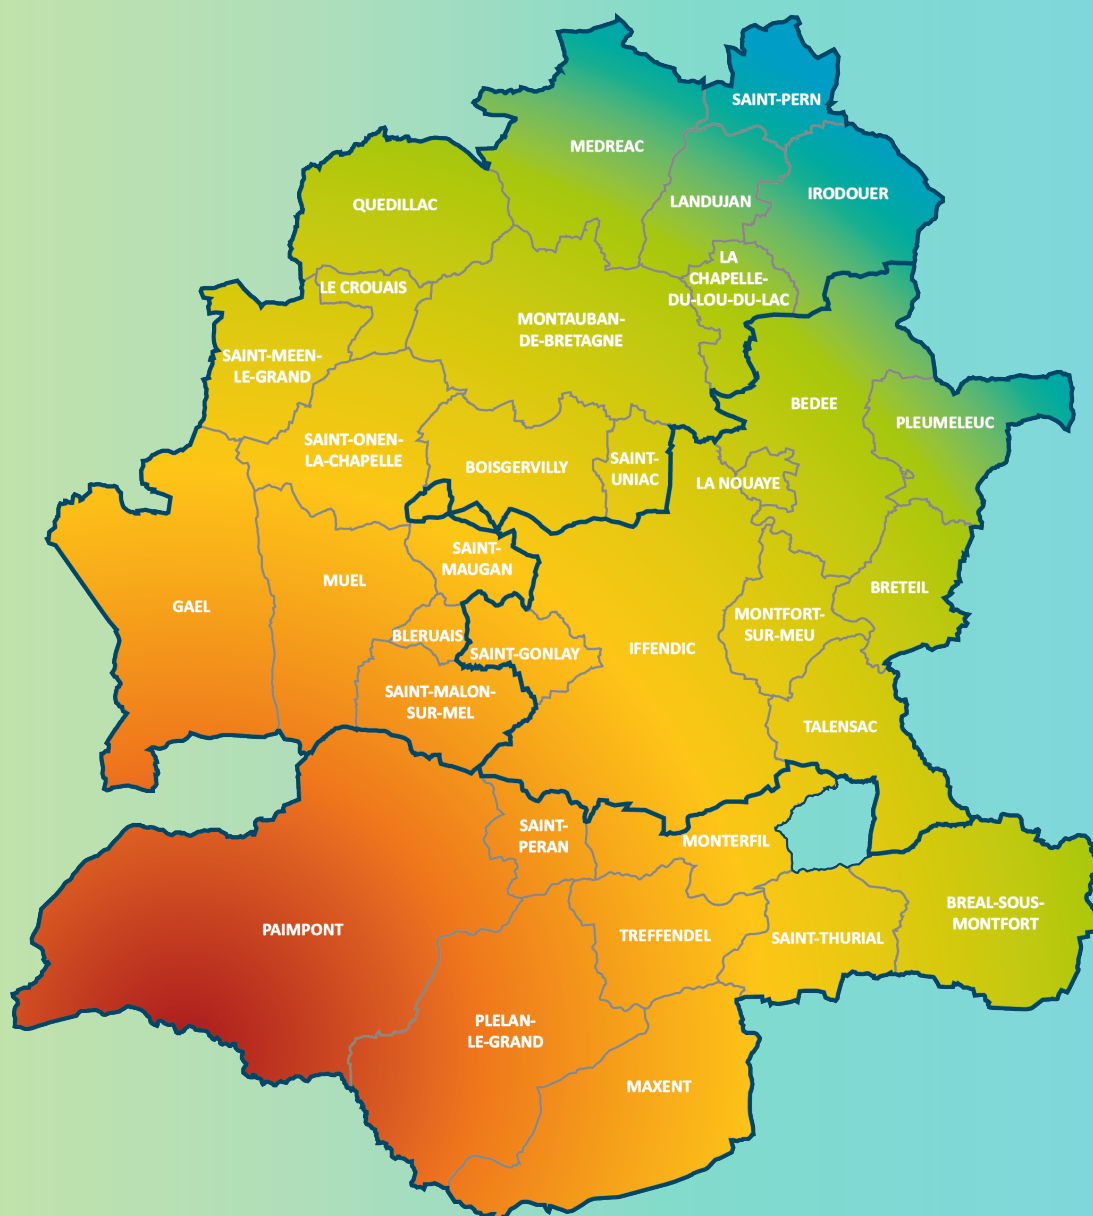 SAINT-PERN
MEDREAC
IRODOUER
LANDUJAN
QUEDILLAC
LA
CHAPELLE-
DU-LOU-DU-LAC
LE CROUAIS
MONTAUBAN-
DE-BRETAGNE
SAINT-MEEN-
LE-GRAND
BEDEE
PLEUMELEUC
SAINT-ONEN-
LA-CHAPELLE
BOISGERVILLY
SAINT-
UNIAC
LA NOUAYE
SAINT-
MAUGAN
MUEL
BRETEIL
GAEL
MONTFORT-
SUR-MEU
BLERUAIS
SAINT-GONLAY
IFFENDIC
SAINT-MALON-
SUR-MEL
TALENSAC
SAINT-
PERAN
MONTERFIL
BREAL-SOUS-
MONTFORT
PAIMPONT
TREFFENDEL
SAINT-THURIAL
PLELAN-
LE-GRAND
MAXENT